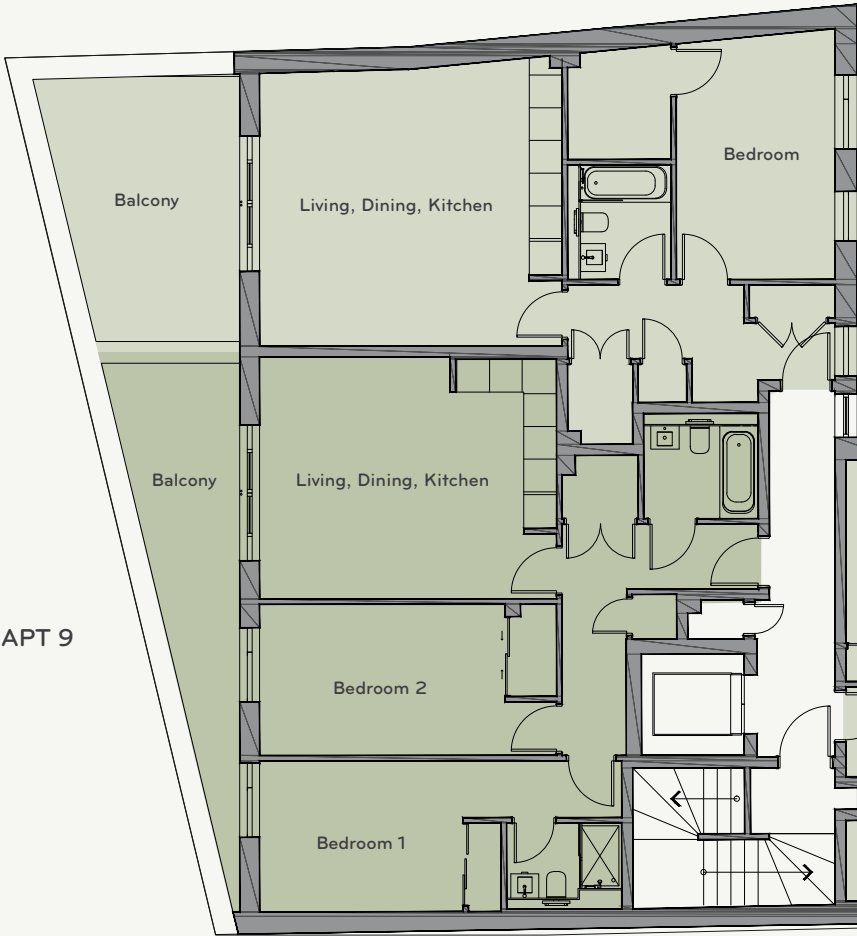 Bedroom
Balcony
Living, Dining, Kitchen
Balcony
Living, Dining, Kitchen
APT 9
Bedroom 2
Bedroom 1